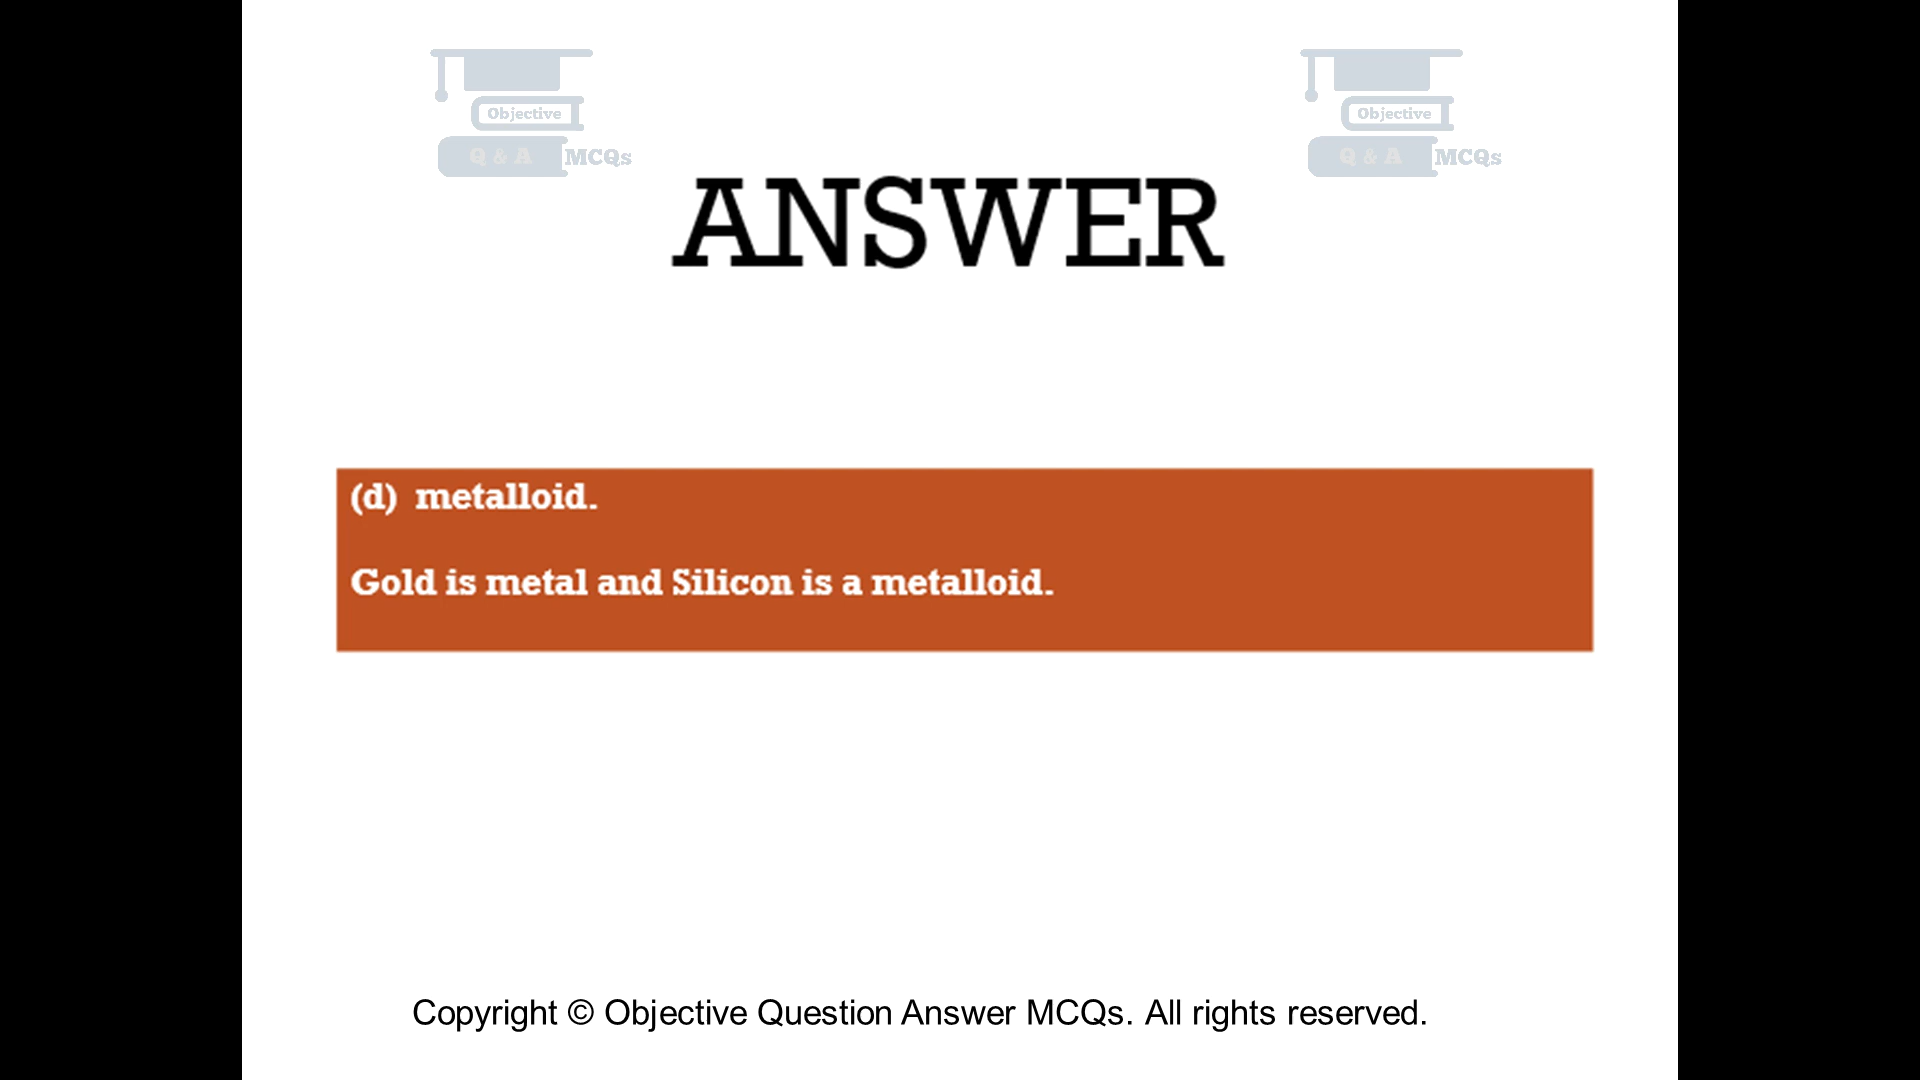 Objective
Q & A MCQs
Objective
Q & A MCQs
ANSWER
(d) metalloid.
Gold is metal and Silicon is a metalloid.
Copyright © Objective Question Answer MCQs. All rights reserved.